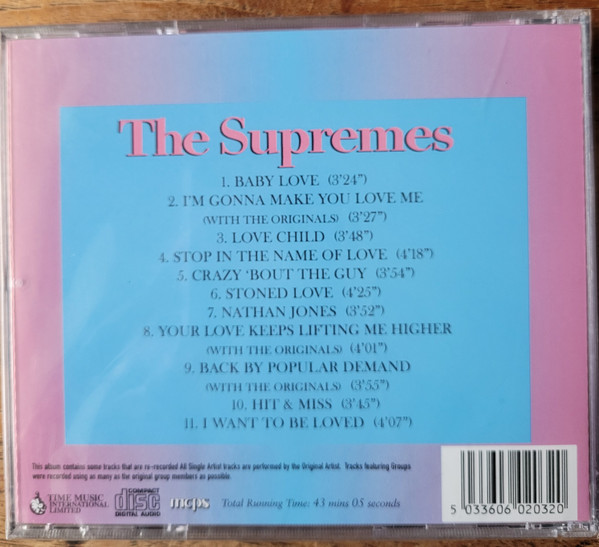 The Supremes
1. BABY LOVE (3'24")
2. I'M GONNA MAKE YOU LOVE ME
(WITH THE ORIGINALS) (3'27")
3. LOVE CHILD (3'48")
4. STOP IN THE NAME OF LOVE (4'18")
5. CRAZY 'BOUT THE GUY (3'54")
6. STONED LOVE (4'25")
7. NATHAN JONES (3'52")
8. YOUR LOVE KEEPS LIFTING ME HIGHER
(WITH THE ORIGINALS) (4'01")
9. BACK BY POPULAR DEMAND
(WITH THE ORIGINALS) (3'55")
10. HIT & MISS (3'45")
11. I WANT TO BE LOVED (4'07")
This album contains some tracks that are re-recorded All Single Artist tracks are performed by the Original Artist. Tracks featuring Groups
were recorded using as many as the original group members as possible.
TIME MUSIC
INTERNATIONAL
LIMITED
COMPACT
disc
DIGITAL AUDIO
mcps
Total Running Time: 43 mins 05 seconds
5 033606 020320